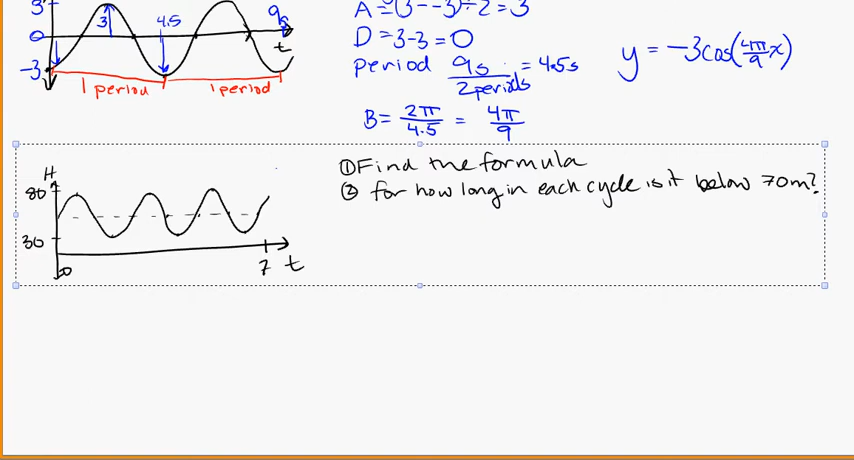 3
3
4.5
9s
0
t
-3
1 period
1 period
A = (3 - -3) ÷ 2 = 3
D = 3-3 = 0
period 9s / 2 periods = 4.5s
B = 2π / 4.5 = 4π / 9
y = -3cos(4π/9 x)
H
80
30
0
7
t
① Find the formula
② for how long in each cycle is it below 70m?